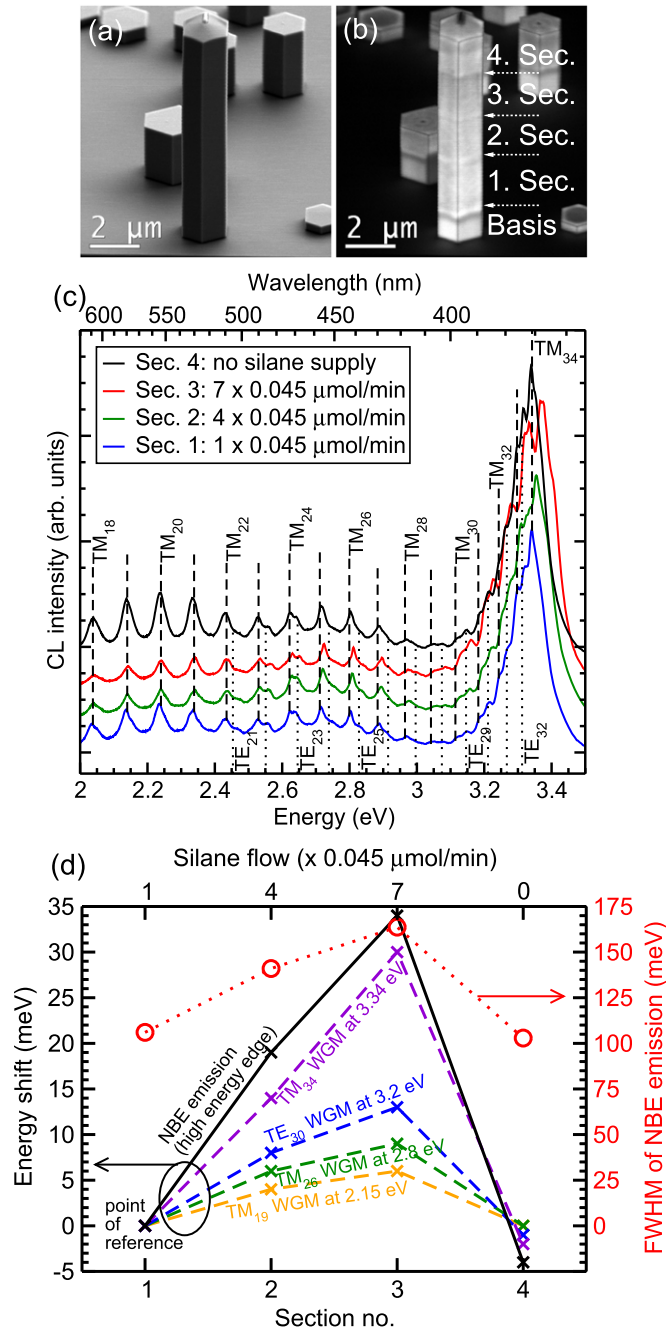 (a)
2 μm
(b)
4. Sec.
3. Sec.
2. Sec.
1. Sec.
Basis
2 μm
(c)
Wavelength (nm)
600 550 500 480 460 440 420 400
CL intensity (arb. units)
Sec. 4: no silane supply
Sec. 3: 7 x 0.045 μmol/min
Sec. 2: 4 x 0.045 μmol/min
Sec. 1: 1 x 0.045 μmol/min
TM34
TM32
TM18
TM20
TM22
TM24
TM26
TM28
TM30
TE21
TE23
TE25
TE29
TE32
2 2.2 2.4 2.6 2.8 3.0 3.2 3.4
Energy (eV)
(d)
Silane flow (x 0.045 μmol/min)
1 4 7 0
Energy shift (meV)
35
30
25
20
15
10
5
0
-5
175
150
125
100
75
50
25
0
FWHM of NBE emission (meV)
NBE emission
(high energy edge)
TM34 WGM at 3.34 eV
TE30 WGM at 3.2 eV
TM26 WGM at 2.8 eV
TM19 WGM at 2.15 eV
point
of
reference
1 2 3 4
Section no.